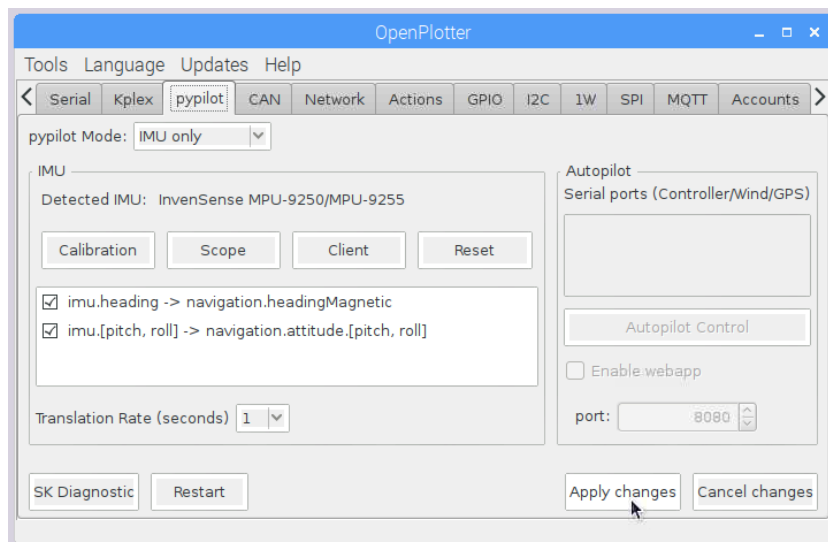 OpenPlotter
Tools Language Updates Help
Serial Kplex pypilot CAN Network Actions GPIO I2C 1W SPI MQTT Accounts
pypilot Mode: IMU only
IMU
Detected IMU: InvenSense MPU-9250/MPU-9255
Calibration Scope Client Reset
imu.heading -> navigation.headingMagnetic
imu.[pitch, roll] -> navigation.attitude.[pitch, roll]
Translation Rate (seconds) 1
Autopilot
Serial ports (Controller/Wind/GPS)
Autopilot Control
Enable webapp
port: 8080
SK Diagnostic Restart Apply changes Cancel changes